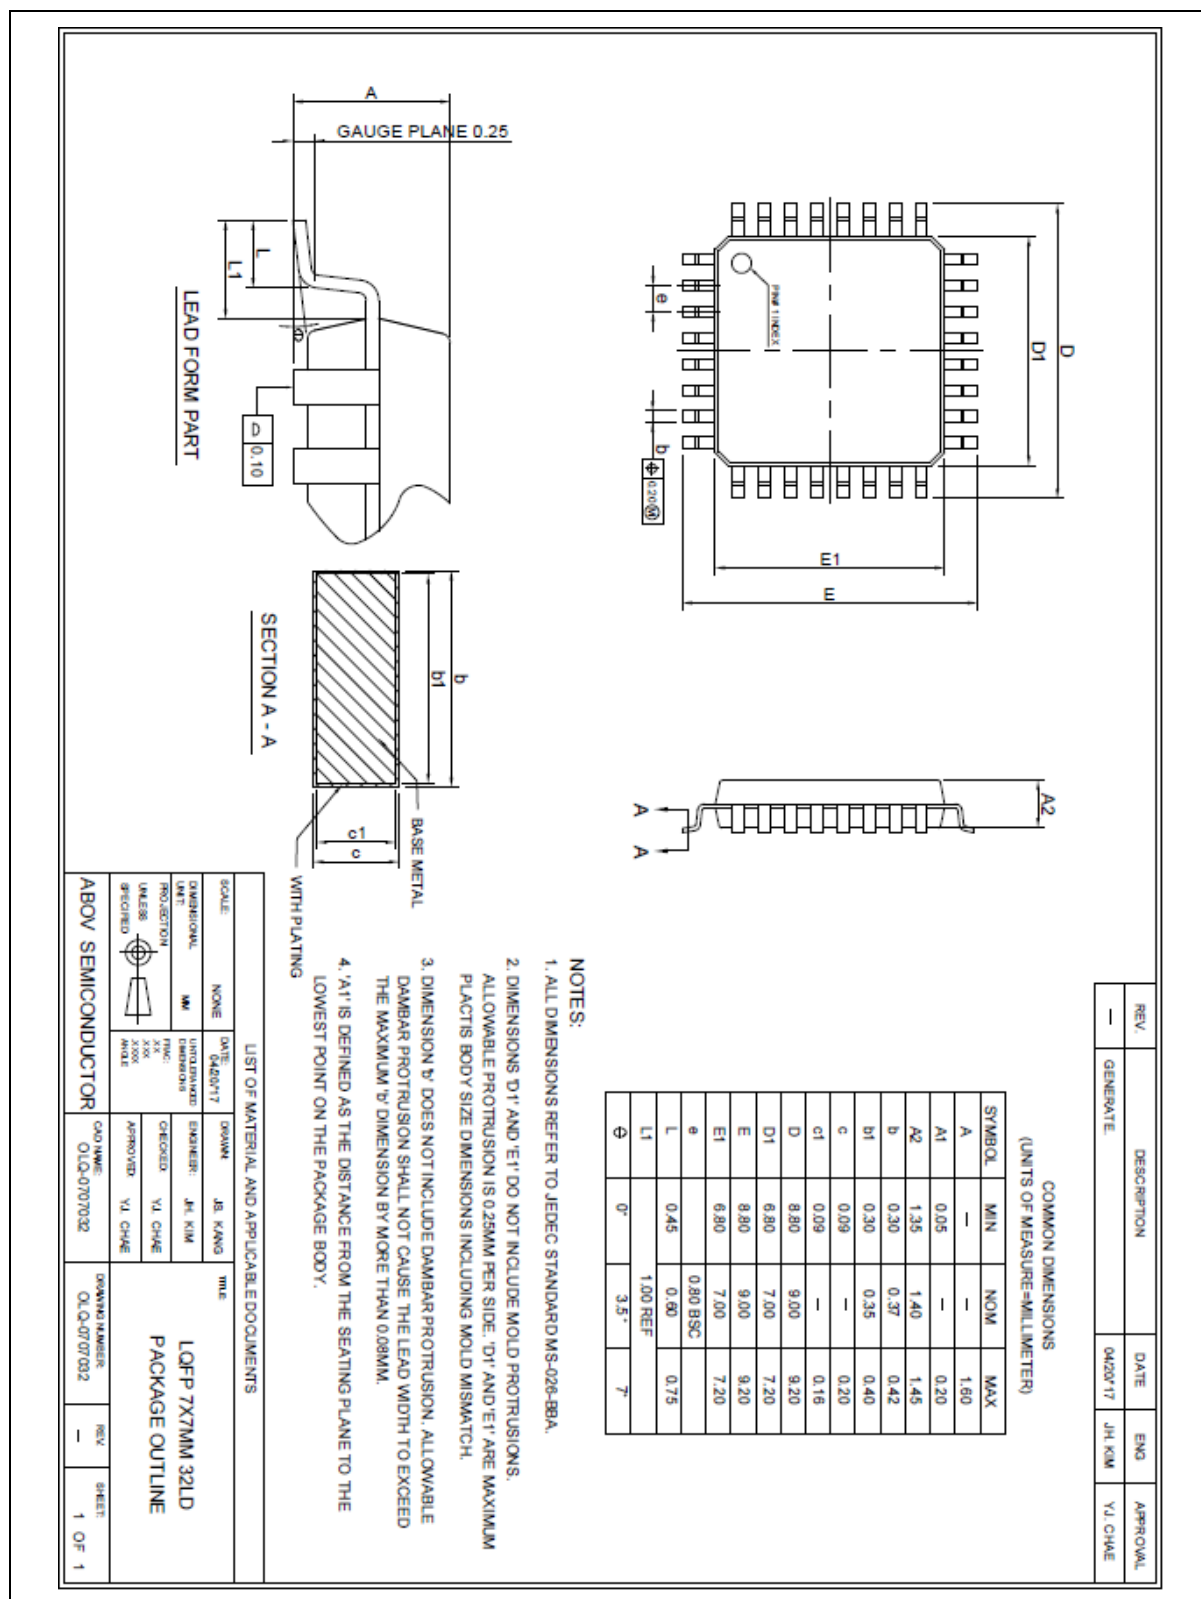 REV. DESCRIPTION DATE ENG APPROVAL
— GENERATE. 04/20/'17 JH. KIM YJ. CHAE
D
D1
PIN# 1 INDEX
e
b
0.20 M
E1
E
A2
A
A
COMMON DIMENSIONS
(UNITS OF MEASURE=MILLIMETER)
SYMBOL MIN NOM MAX
A — — 1.60
A1 0.05 — 0.20
A2 1.35 1.40 1.45
b 0.30 0.37 0.42
b1 0.30 0.35 0.40
c 0.09 — 0.20
c1 0.09 — 0.16
D 8.80 9.00 9.20
D1 6.80 7.00 7.20
E 8.80 9.00 9.20
E1 6.80 7.00 7.20
e 0.80 BSC
L 0.45 0.60 0.75
L1 1.00 REF
θ 0° 3.5° 7°
A
GAUGE PLANE 0.25
L
L1
θ
0.10
LEAD FORM PART
b
b1
c1
c
BASE METAL
WITH PLATING
SECTION A - A
NOTES:
1. ALL DIMENSIONS REFER TO JEDEC STANDARD MS-026-BBA.
2. DIMENSIONS 'D1' AND 'E1' DO NOT INCLUDE MOLD PROTRUSIONS.
ALLOWABLE PROTRUSION IS 0.25MM PER SIDE. 'D1' AND 'E1' ARE MAXIMUM
PLACTIS BODY SIZE DIMENSIONS INCLUDING MOLD MISMATCH.
3. DIMENSION 'b' DOES NOT INCLUDE DAMBAR PROTRUSION. ALLOWABLE
DAMBAR PROTRUSION SHALL NOT CAUSE THE LEAD WIDTH TO EXCEED
THE MAXIMUM 'b' DIMENSION BY MORE THAN 0.08MM.
4. 'A1' IS DEFINED AS THE DISTANCE FROM THE SEATING PLANE TO THE
LOWEST POINT ON THE PACKAGE BODY.
LIST OF MATERIAL AND APPLICABLE DOCUMENTS
SCALE: NONE
DATE: 04/20/'17
DRAWN: JS. KANG
TITLE:
LQFP 7X7MM 32LD
PACKAGE OUTLINE
DIMENSIONAL
UNIT: MM
UNTOLERANCED
DIMENSIONS
ENGINEER: JH. KIM
PROJECTION
UNLESS
SPECIFIED
X.X
X.XX
X.XXX
ANGLE
CHECKED: YJ. CHAE
APPROVED: YJ. CHAE
ABOV SEMICONDUCTOR
CAD NAME:
OLQ-0707032
DRAWING NUMBER:
OLQ-0707032
REV.
—
SHEET:
1 OF 1